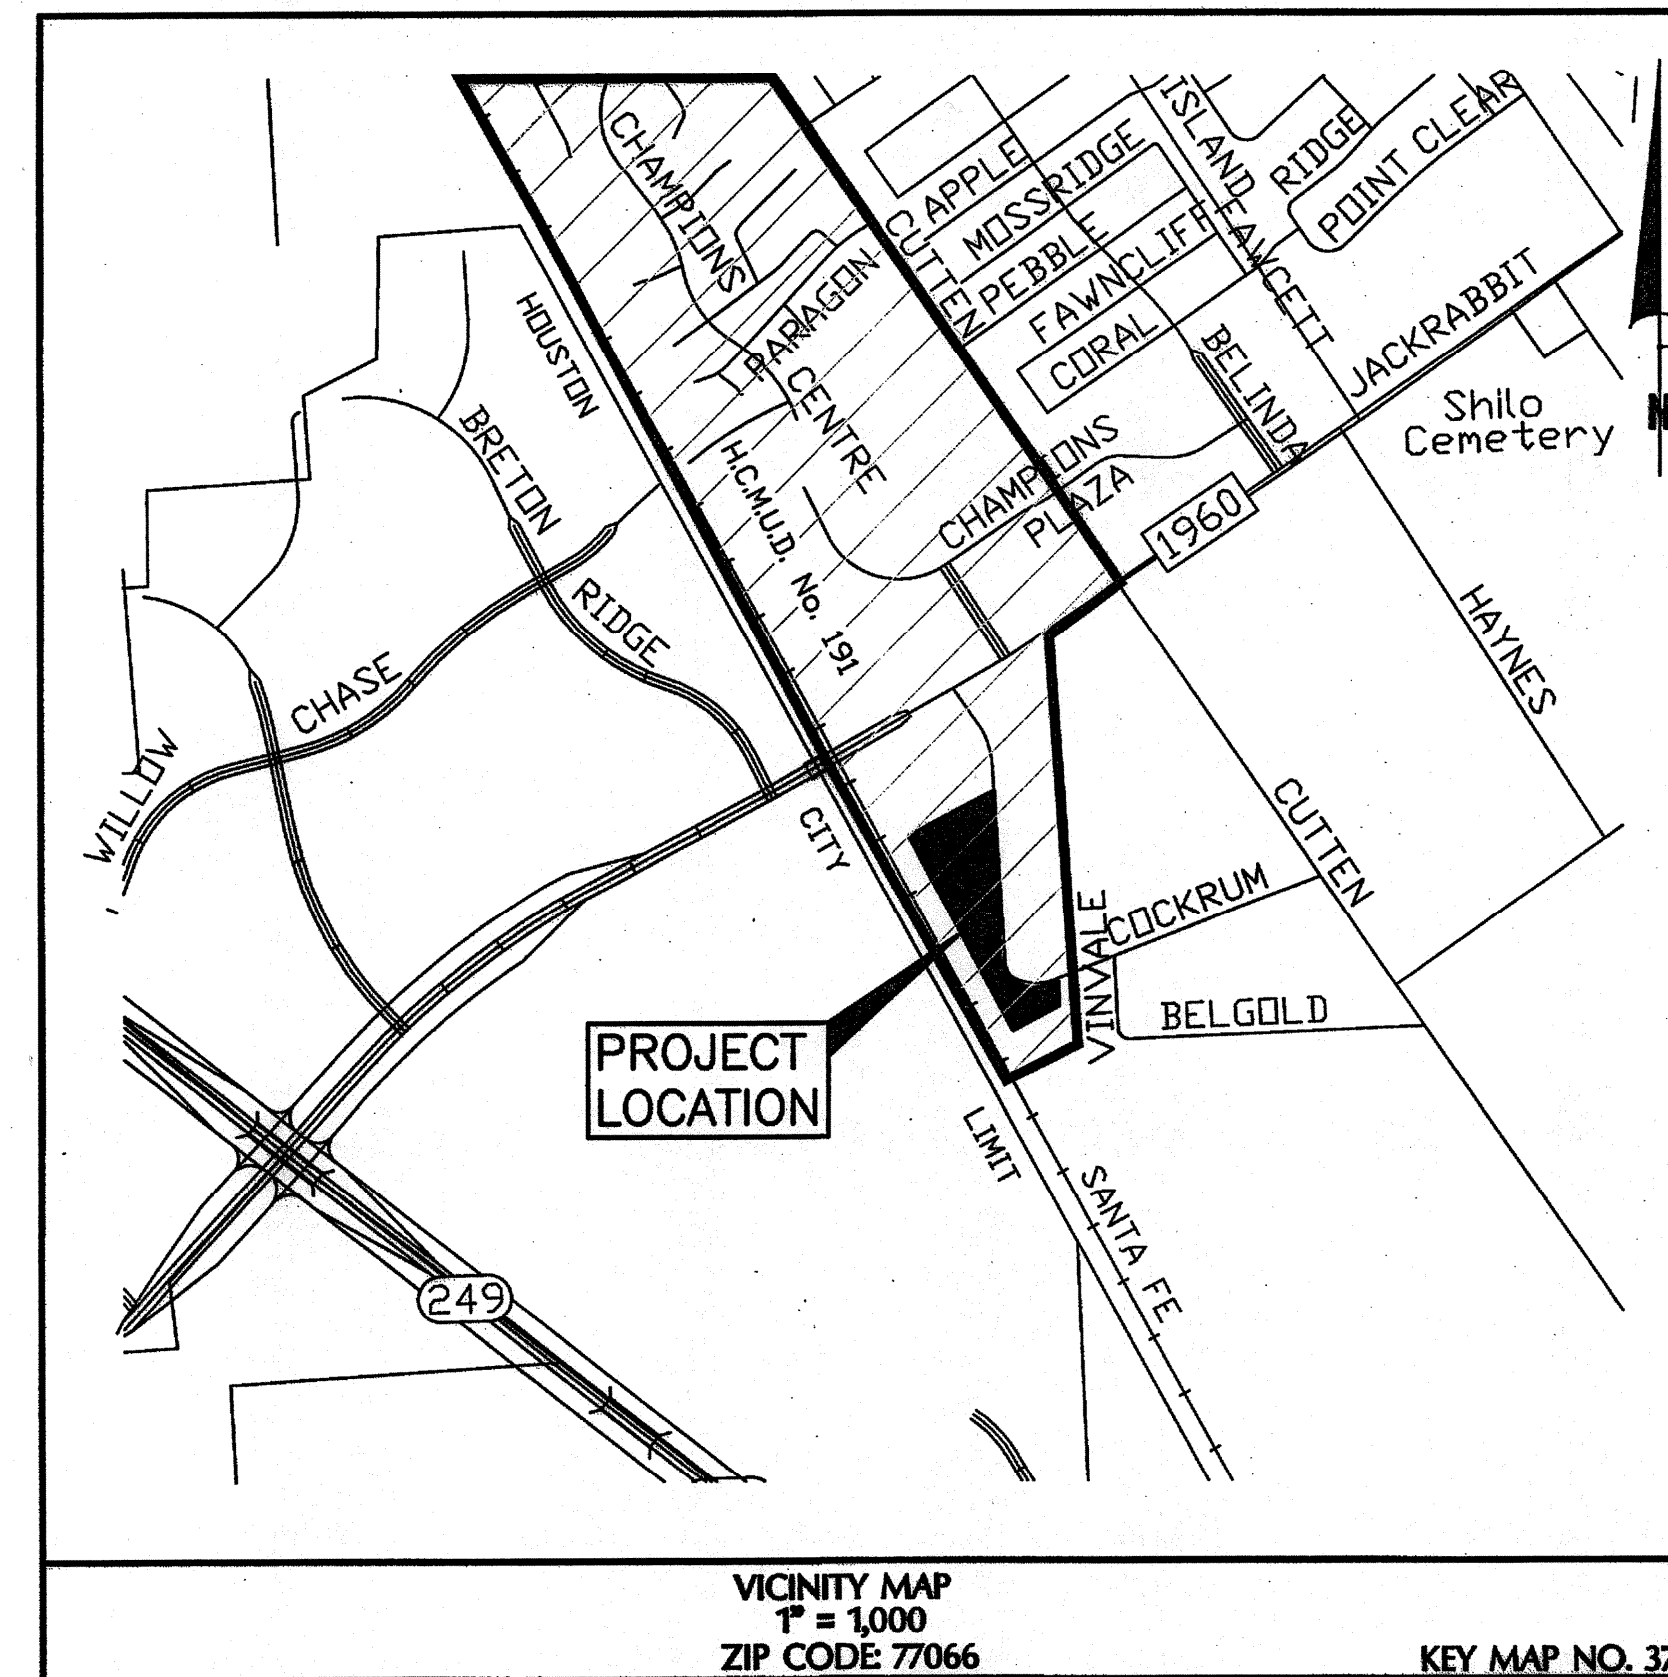 CHAMPIONS
ISLAND
RIDGE
POINT CLEAR
APPLE
MOSSRIDGE
PEBBLE
FAWNCLIFF
CORAL
FAWCETT
CUTTEN
PARAGON
CENTRE
HOUSTON
BRETON
RIDGE
BELINDA
JACKRABBIT
Shilo
Cemetery
N
H.C.M.U.D. No. 191
CHAMPIONS
PLAZA
1960
HAYNES
CHASE
WILLOW
CITY
CUTTEN
COCKRUM
VINVALE
BELGOLD
PROJECT
LOCATION
LIMIT
SANTA FE
249
VICINITY MAP
1" = 1,000
ZIP CODE: 77066
KEY MAP NO. 37